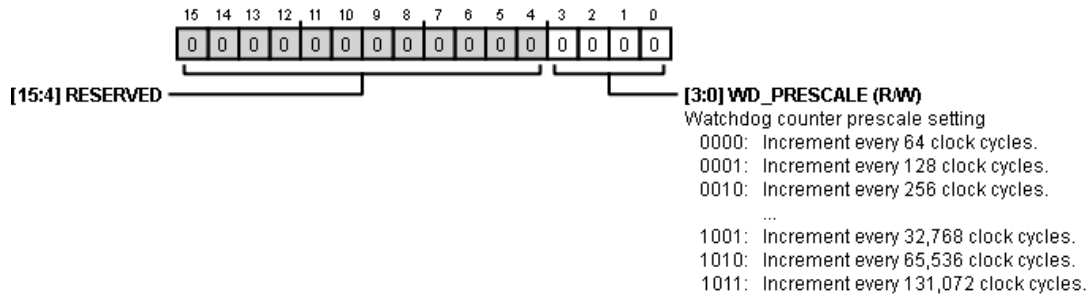 15 14 13 12 11 10 9 8 7 6 5 4 3 2 1 0
0 0 0 0 0 0 0 0 0 0 0 0 0 0 0 0
[15:4] RESERVED
[3:0] WD_PRESCALE (R/W)
Watchdog counter prescale setting
0000: Increment every 64 clock cycles.
0001: Increment every 128 clock cycles.
0010: Increment every 256 clock cycles.
...
1001: Increment every 32,768 clock cycles.
1010: Increment every 65,536 clock cycles.
1011: Increment every 131,072 clock cycles.